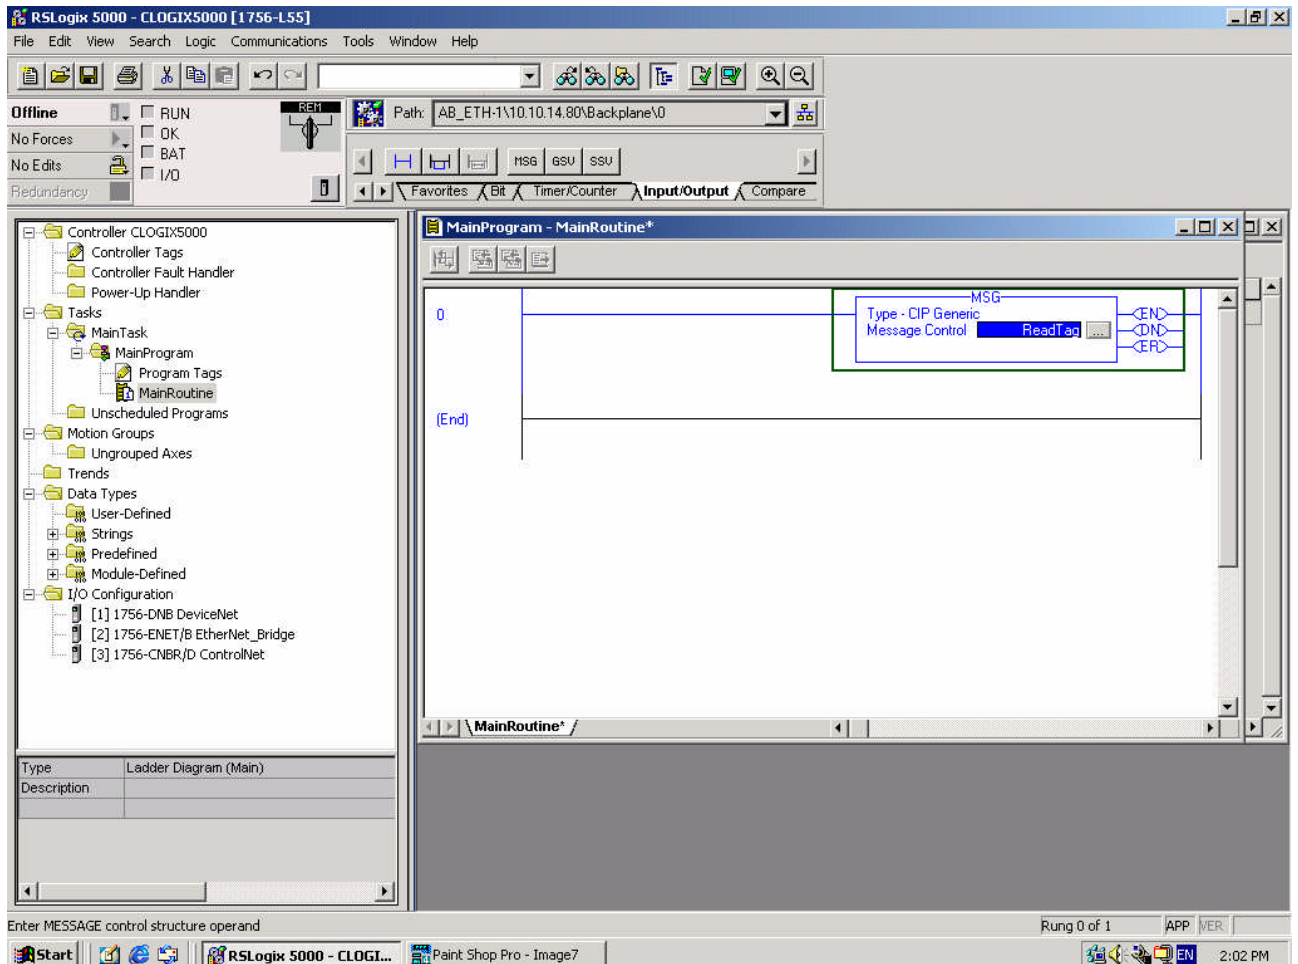 RSLogix 5000 - CLOGIX5000 [1756-L55]
File Edit View Search Logic Communications Tools Window Help
Offline
RUN
No Forces
OK
No Edits
BAT
Redundancy
I/O
REM
Path: AB_ETH-1\10.10.14.80\Backplane\0
MSG GSV SSV
Favorites Bit Timer/Counter Input/Output Compare
Controller CLOGIX5000
Controller Tags
Controller Fault Handler
Power-Up Handler
Tasks
MainTask
MainProgram
Program Tags
MainRoutine
Unscheduled Programs
Motion Groups
Ungrouped Axes
Trends
Data Types
User-Defined
Strings
Predefined
Module-Defined
I/O Configuration
[1] 1756-DNB DeviceNet
[2] 1756-ENET/B EtherNet_Bridge
[3] 1756-CNBR/D ControlNet
Type Ladder Diagram (Main)
Description
MainProgram - MainRoutine*
0
MSG
Type - CIP Generic
Message Control ReadTag ...
EN
DN
ER
(End)
MainRoutine*
Enter MESSAGE control structure operand
Rung 0 of 1 APP VER
Start RSLogix 5000 - CLOGI... Paint Shop Pro - Image7 EN 2:02 PM